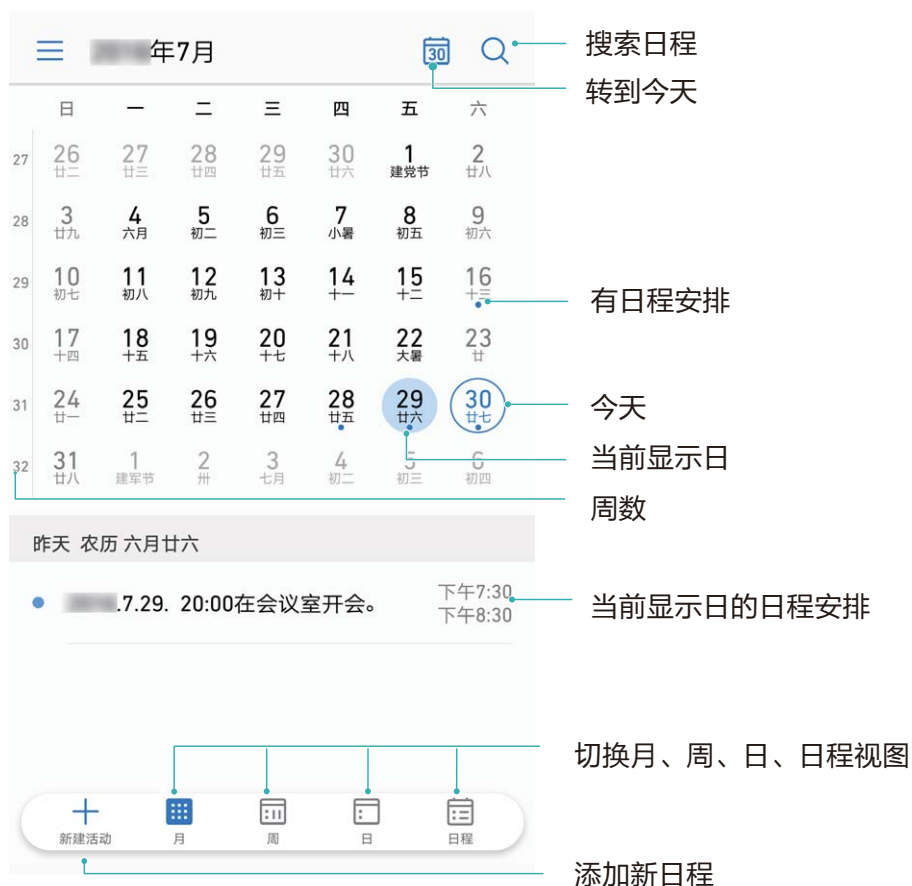 年7月
30
搜索日程
转到今天
日 一 二 三 四 五 六
27 26 27 28 29 30 1 2
廿二 廿三 廿四 廿五 廿六 建党节 廿八
28 3 4 5 6 7 8 9
廿九 六月 初二 初三 小暑 初五 初六
29 10 11 12 13 14 15 16
初七 初八 初九 初十 十一 十二 十三
有日程安排
30 17 18 19 20 21 22 23
十四 十五 十六 十七 十八 大暑 廿
31 24 25 26 27 28 29 30
廿一 廿二 廿三 廿四 廿五 廿六 廿七
今天
当前显示日
32 31 1 2 3 4 5 6
廿八 建军节 卅 七月 初二 初三 初四
周数
昨天 农历 六月廿六
.7.29. 20:00在会议室开会。
下午7:30
下午8:30
当前显示日的日程安排
切换月、周、日、日程视图
新建活动 月 周 日 日程
添加新日程